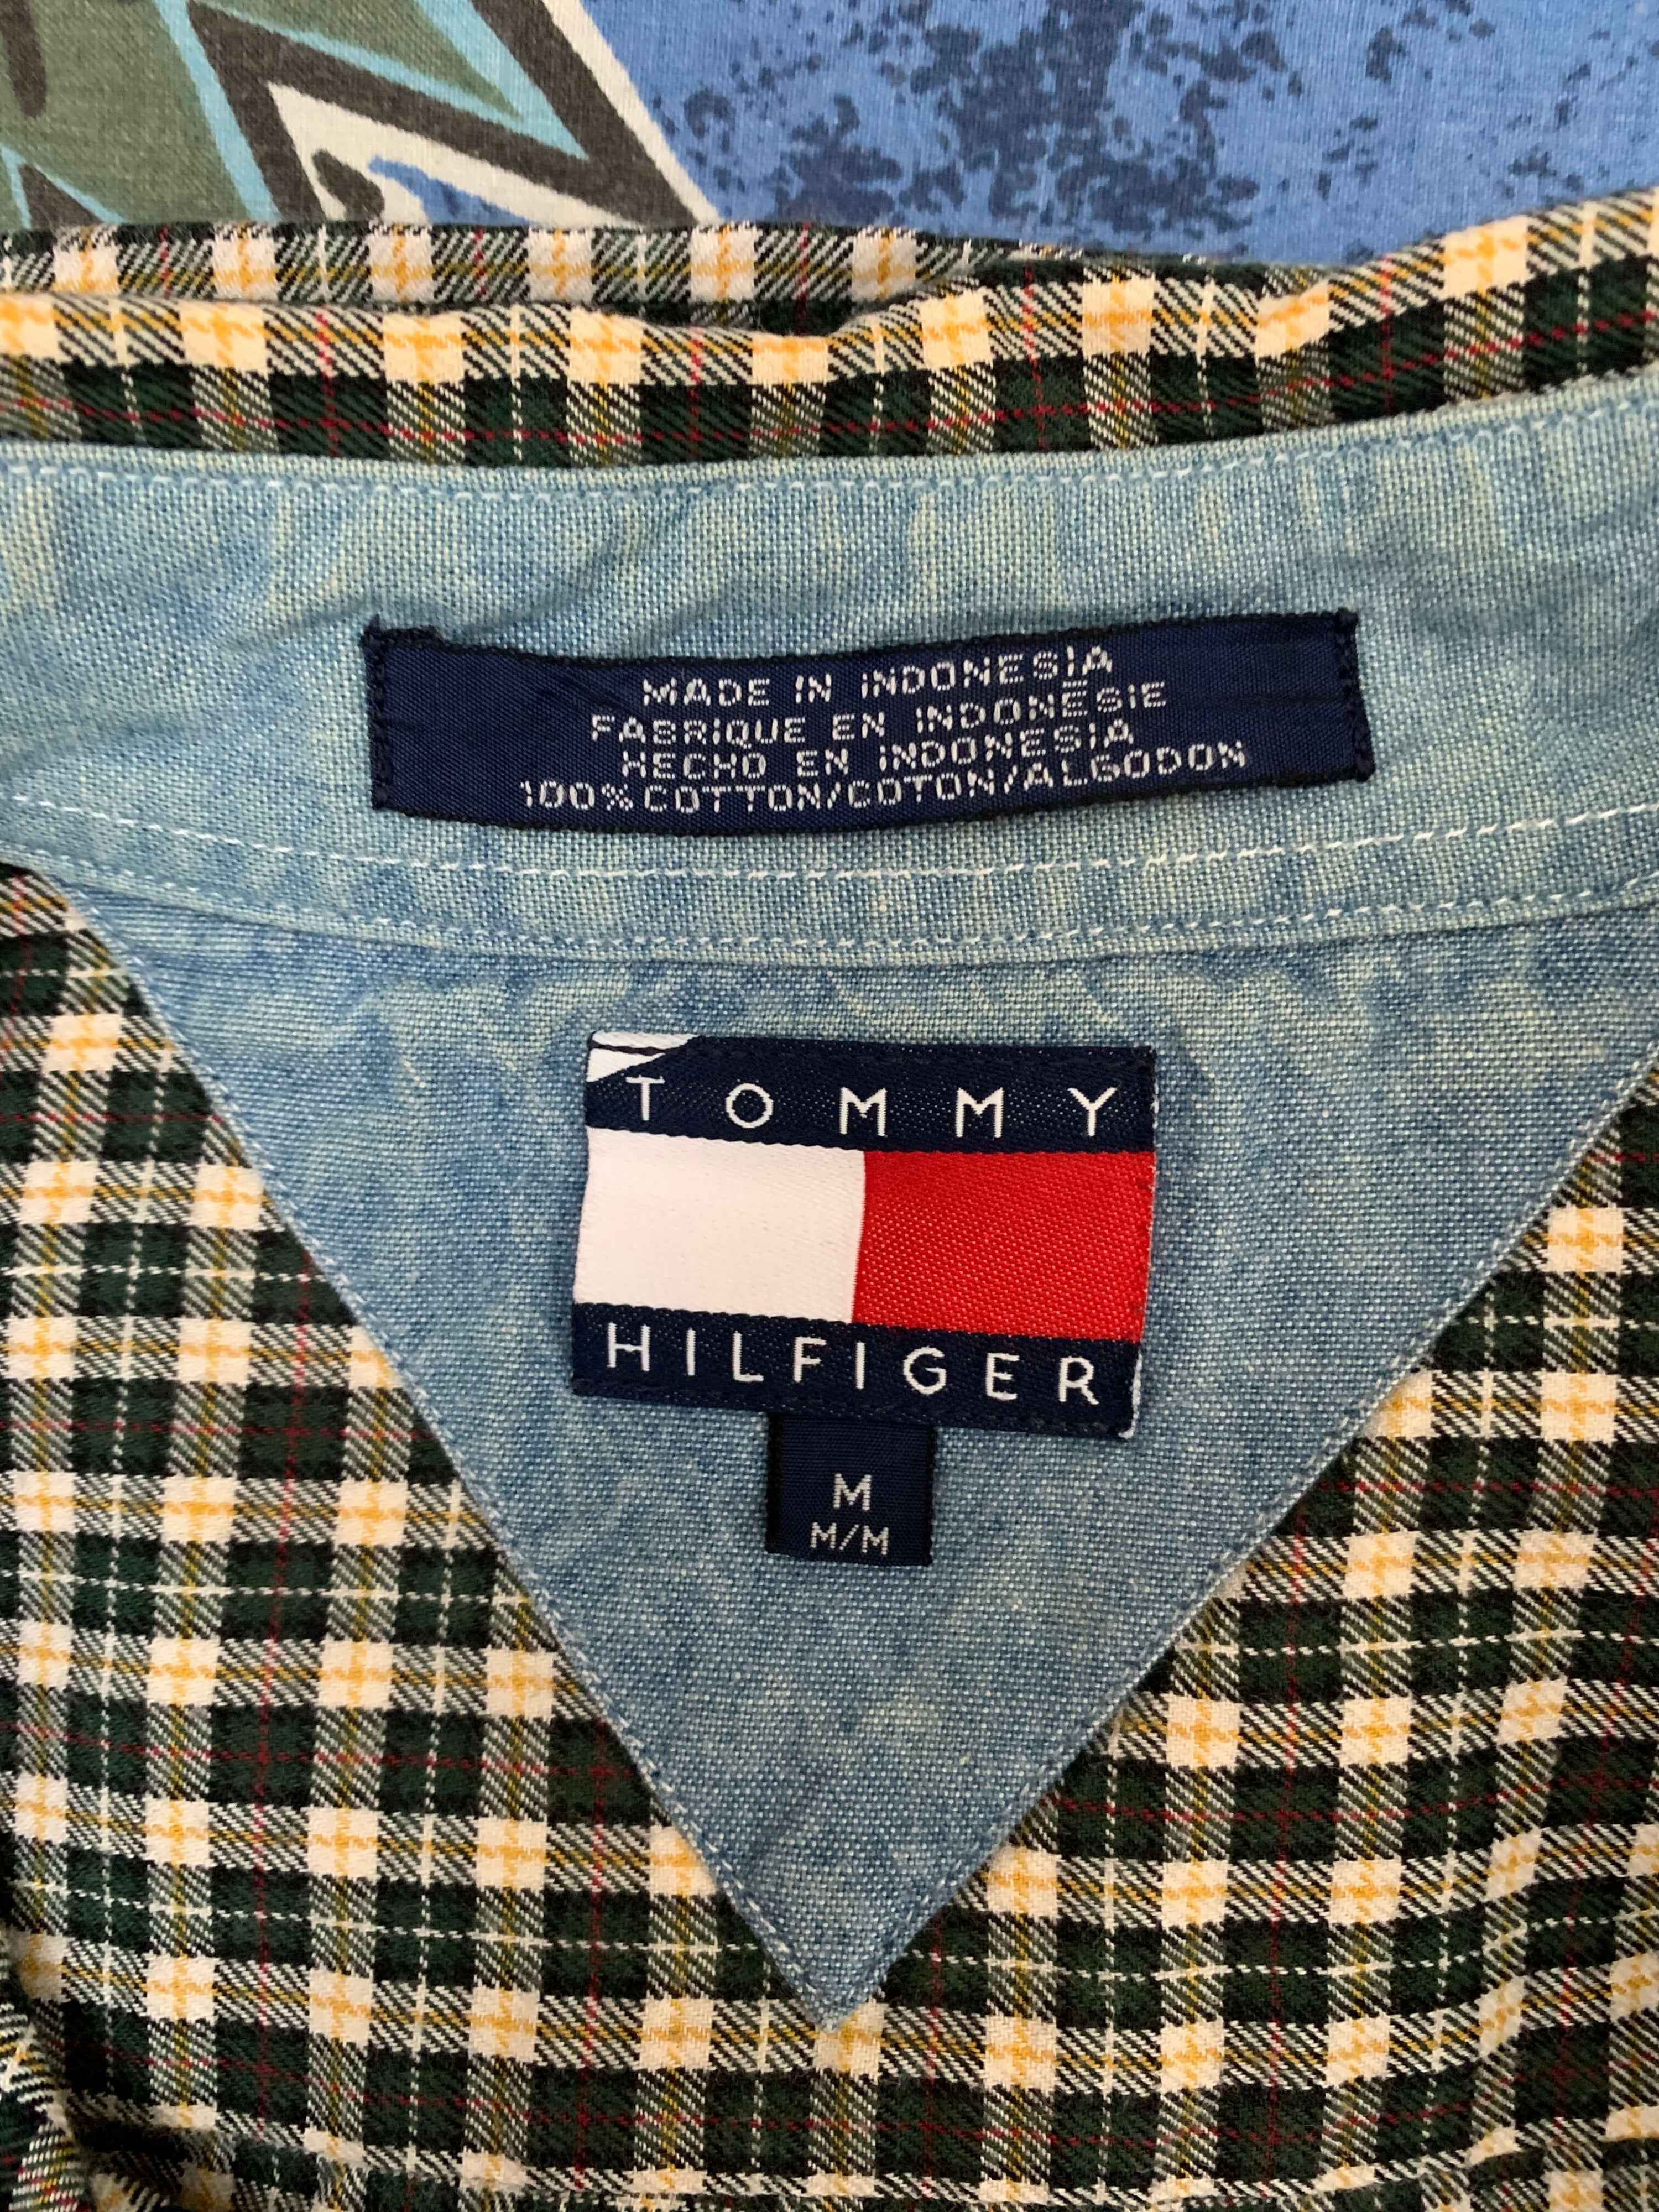 MADE IN INDONESIA
FABRIQUE EN INDONESIE
HECHO EN INDONESIA
100% COTTON/COTON/ALGODON
TOMMY
HILFIGER
M
M/M